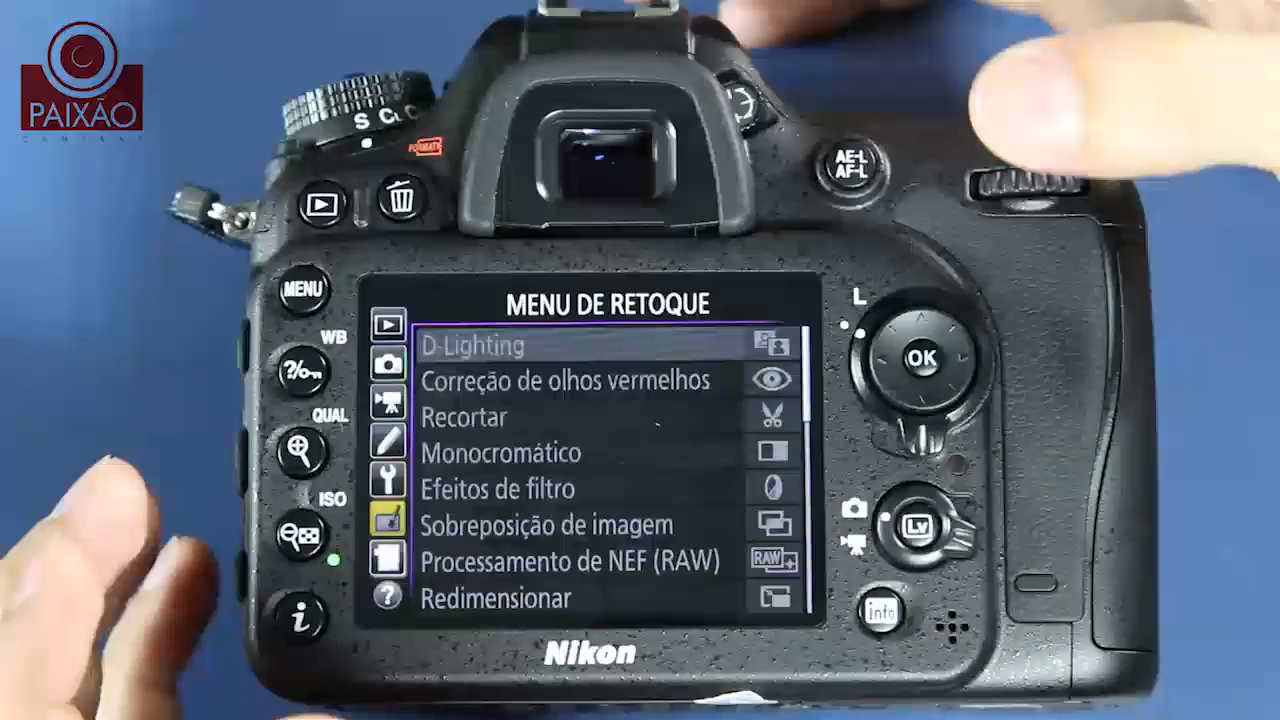 PAIXÃO
S
FORMAT
AE-L
AF-L
MENU
WB
QUAL
ISO
i
MENU DE RETOQUE
D-Lighting
Correção de olhos vermelhos
Recortar
Monocromático
Efeitos de filtro
Sobreposição de imagem
Processamento de NEF (RAW)
RAW
Redimensionar
?
L
OK
Lv
info
Nikon